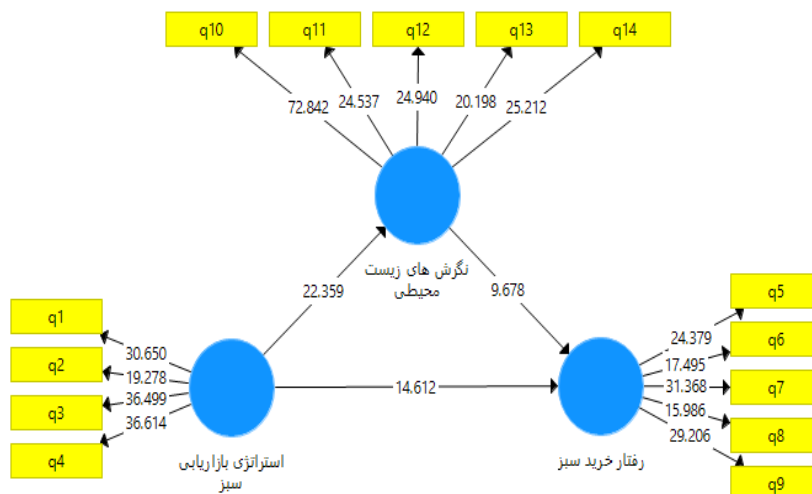 q10
q11
q12
q13
q14
72.842
24.537
24.940
20.198
25.212
نگرش های زیست
محیطی
22.359
9.678
q1
q2
q3
q4
30.650
19.278
36.499
36.614
استراتژی بازاریابی
سبز
14.612
q5
q6
q7
q8
q9
24.379
17.495
31.368
15.986
29.206
رفتار خرید سبز